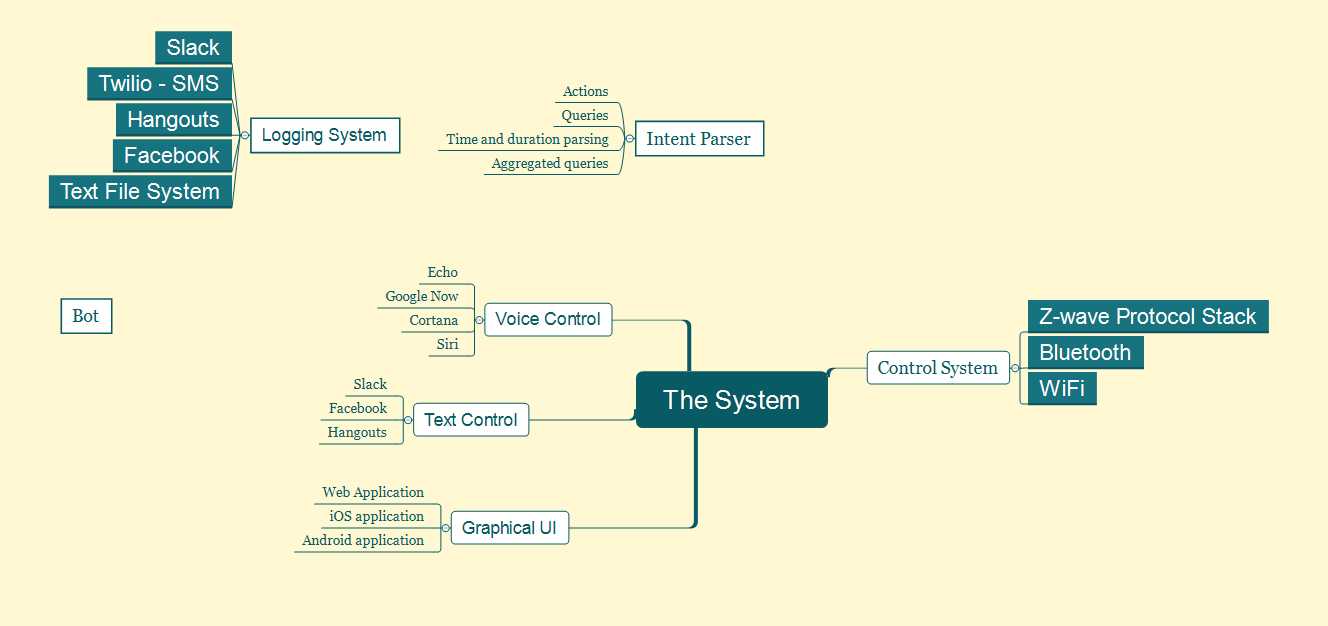 Slack
Twilio - SMS
Hangouts
Facebook
Text File System
Logging System
Actions
Queries
Time and duration parsing
Aggregated queries
Intent Parser
Bot
Echo
Google Now
Cortana
Siri
Voice Control
Slack
Facebook
Hangouts
Text Control
Web Application
iOS application
Android application
Graphical UI
The System
Control System
Z-wave Protocol Stack
Bluetooth
WiFi